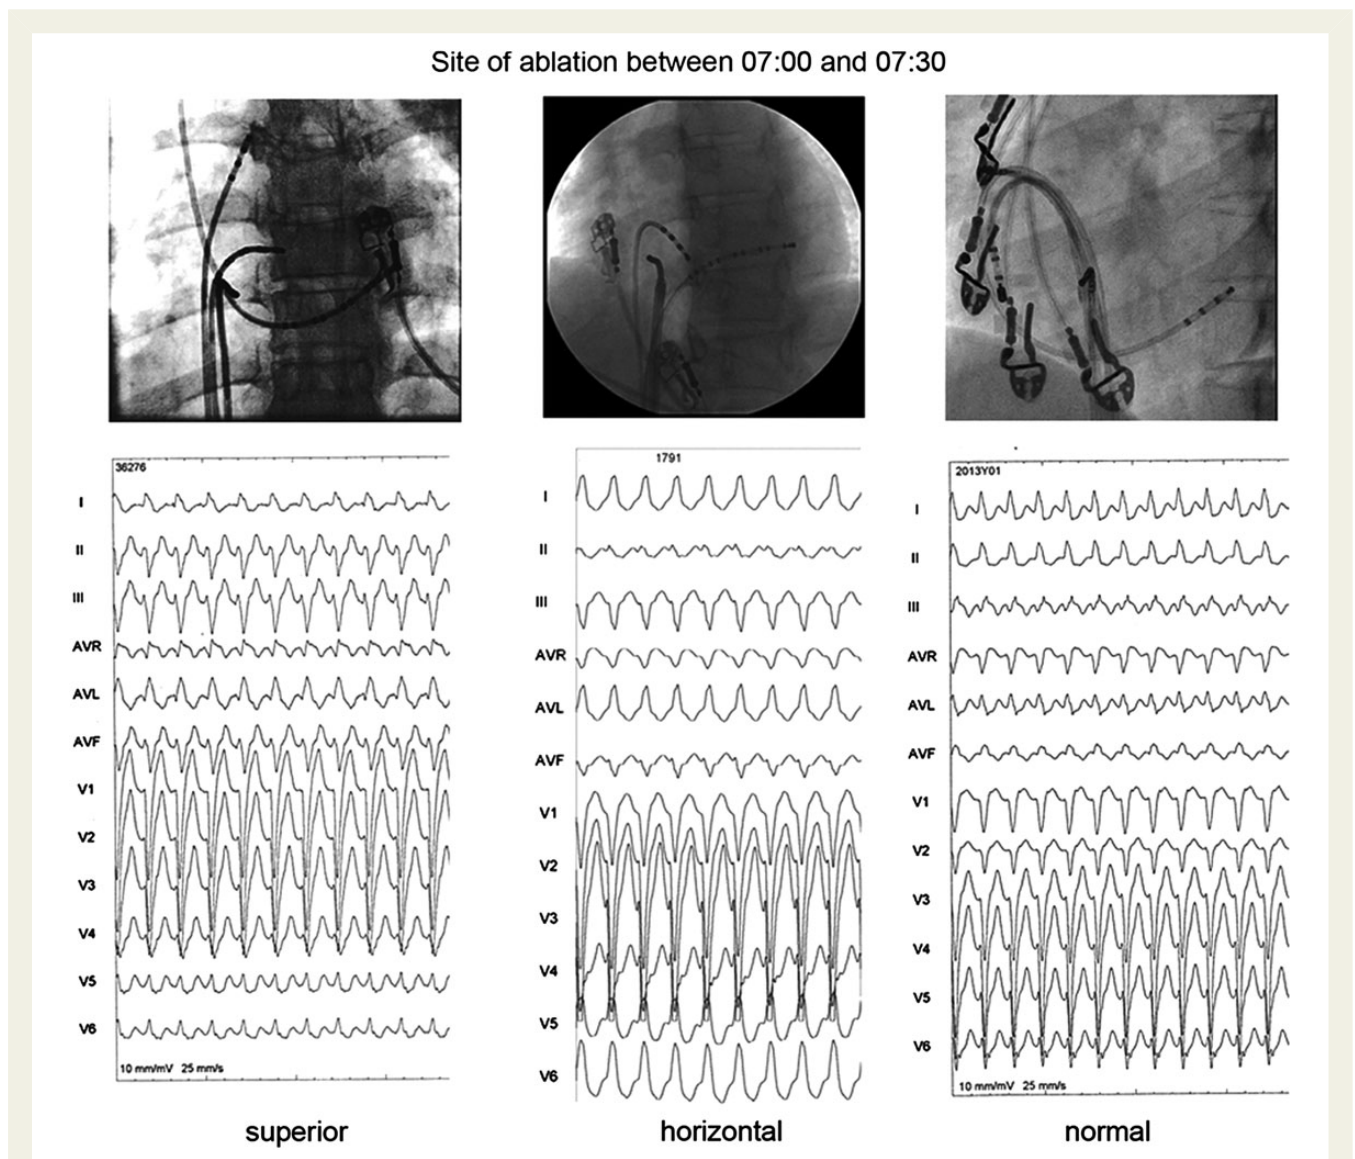 Site of ablation between 07:00 and 07:30
36276
I
II
III
AVR
AVL
AVF
V1
V2
V3
V4
V5
V6
10 mm/mV 25 mm/s
superior
1791
I
II
III
AVR
AVL
AVF
V1
V2
V3
V4
V5
V6
horizontal
2013Y01
I
II
III
AVR
AVL
AVF
V1
V2
V3
V4
V5
V6
10 mm/mV 25 mm/s
normal